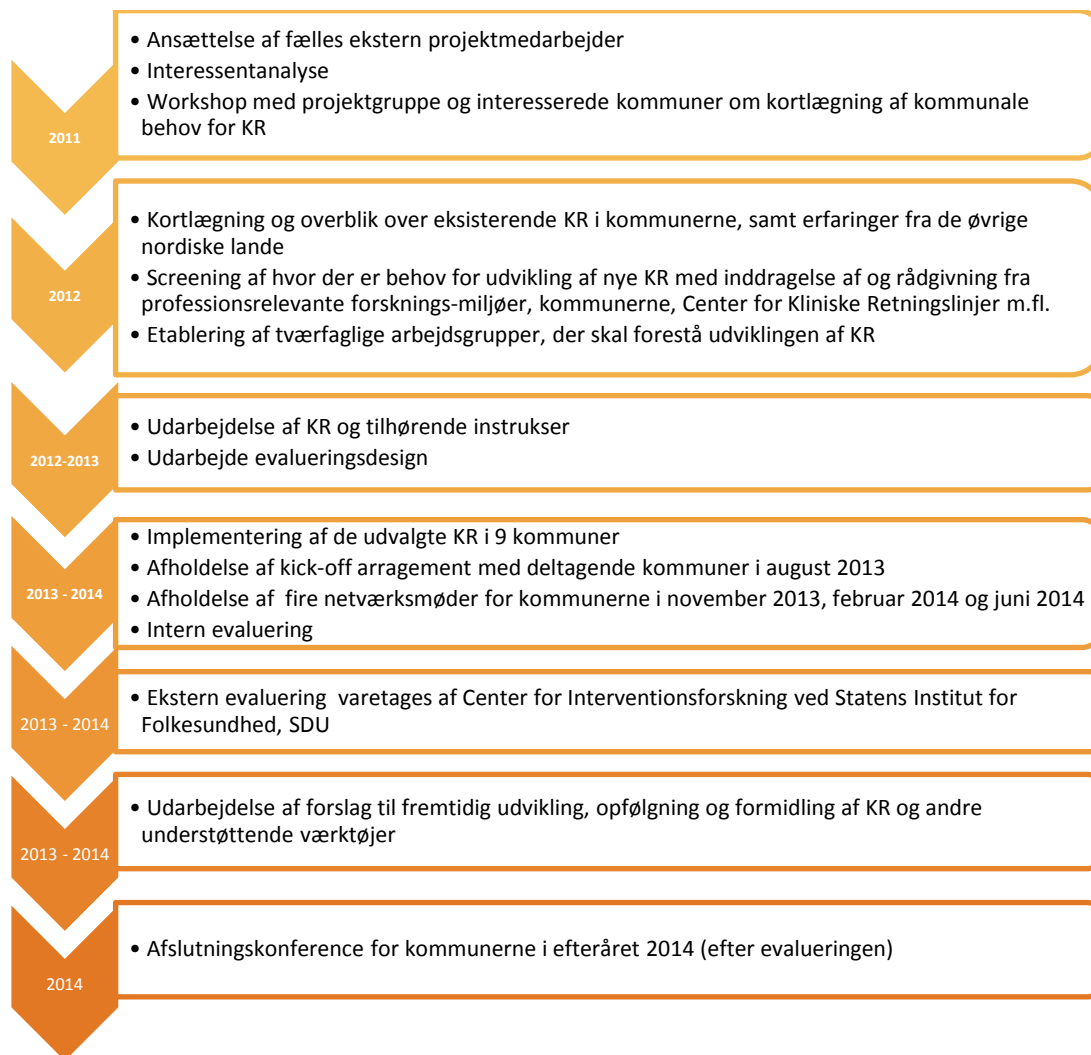 • Ansættelse af fælles ekstern projektmedarbejder
• Interessentanalyse
• Workshop med projektgruppe og interesserede kommuner om kortlægning af kommunale
behov for KR
2011
• Kortlægning og overblik over eksisterende KR i kommunerne, samt erfaringer fra de øvrige
nordiske lande
• Screening af hvor der er behov for udvikling af nye KR med inddragelse af og rådgivning fra
professionsrelevante forsknings-miljøer, kommunerne, Center for Kliniske Retningslinjer m.fl.
• Etablering af tværfaglige arbejdsgrupper, der skal forestå udviklingen af KR
2012
• Udarbejdelse af KR og tilhørende instrukser
• Udarbejde evalueringsdesign
2012-2013
• Implementering af de udvalgte KR i 9 kommuner
• Afholdelse af kick-off arragement med deltagende kommuner i august 2013
• Afholdelse af  fire netværksmøder for kommunerne i november 2013, februar 2014 og juni 2014
• Intern evaluering
2013 - 2014
• Ekstern evaluering  varetages af Center for Interventionsforskning ved Statens Institut for
Folkesundhed, SDU
2013 - 2014
• Udarbejdelse af forslag til fremtidig udvikling, opfølgning og formidling af KR og andre
understøttende værktøjer
2013 - 2014
• Afslutningskonference for kommunerne i efteråret 2014 (efter evalueringen)
2014